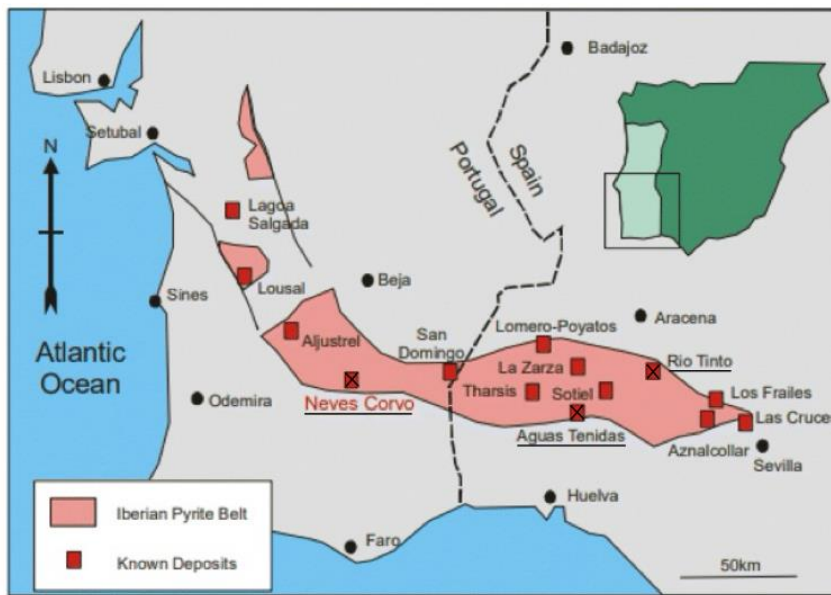 Badajoz
Lisbon
Setubal
N
Portugal
Spain
Lagoa
Salgada
Lousal
Beja
Sines
Aracena
San
Domingo
Lomero-Poyatos
Aljustrel
La Zarza
Rio Tinto
Atlantic
Ocean
Tharsis
Sotiel
Los Frailes
Odemira
Neves Corvo
Aguas Tenidas
Las Cruce
Aznalcollar
Sevilla
Iberian Pyrite Belt
Huelva
Known Deposits
Faro
50km